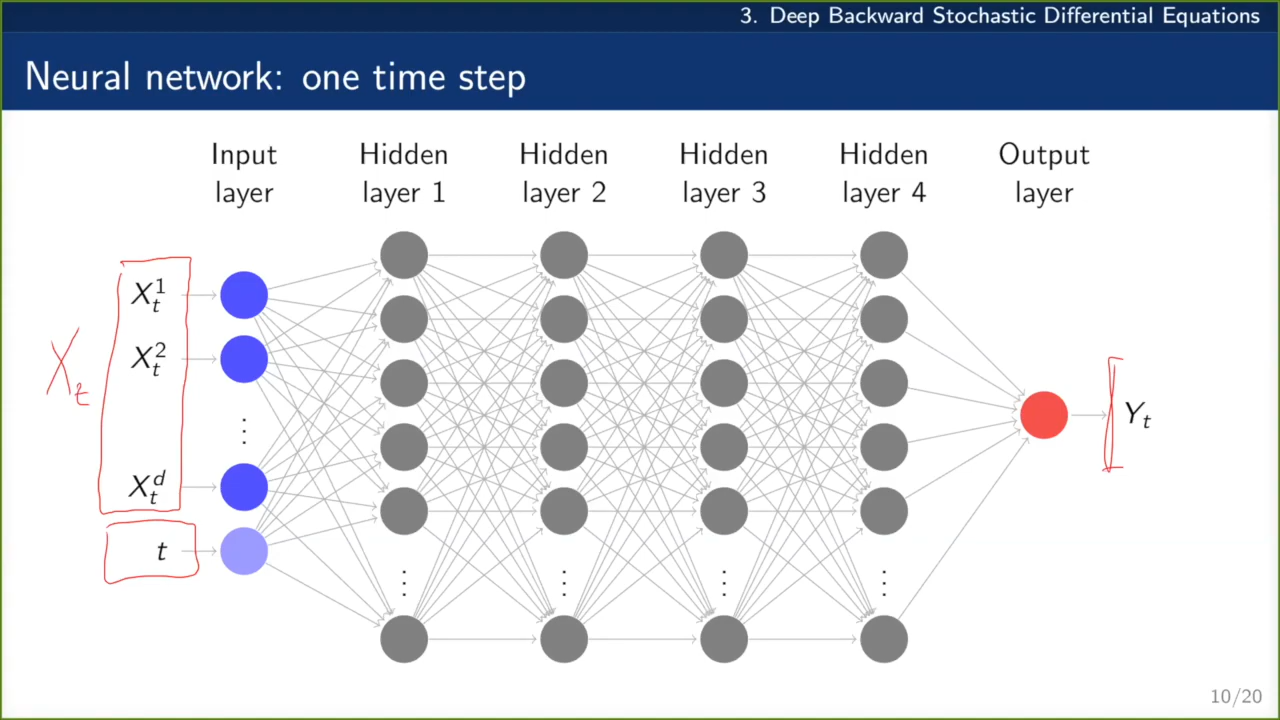 3. Deep Backward Stochastic Differential Equations
Neural network: one time step
Input layer
Hidden layer 1
Hidden layer 2
Hidden layer 3
Hidden layer 4
Output layer
X_t^1
X_t^2
⋮
X_t^d
t
X_t
Y_t
⋮ ⋮ ⋮ ⋮
10/20